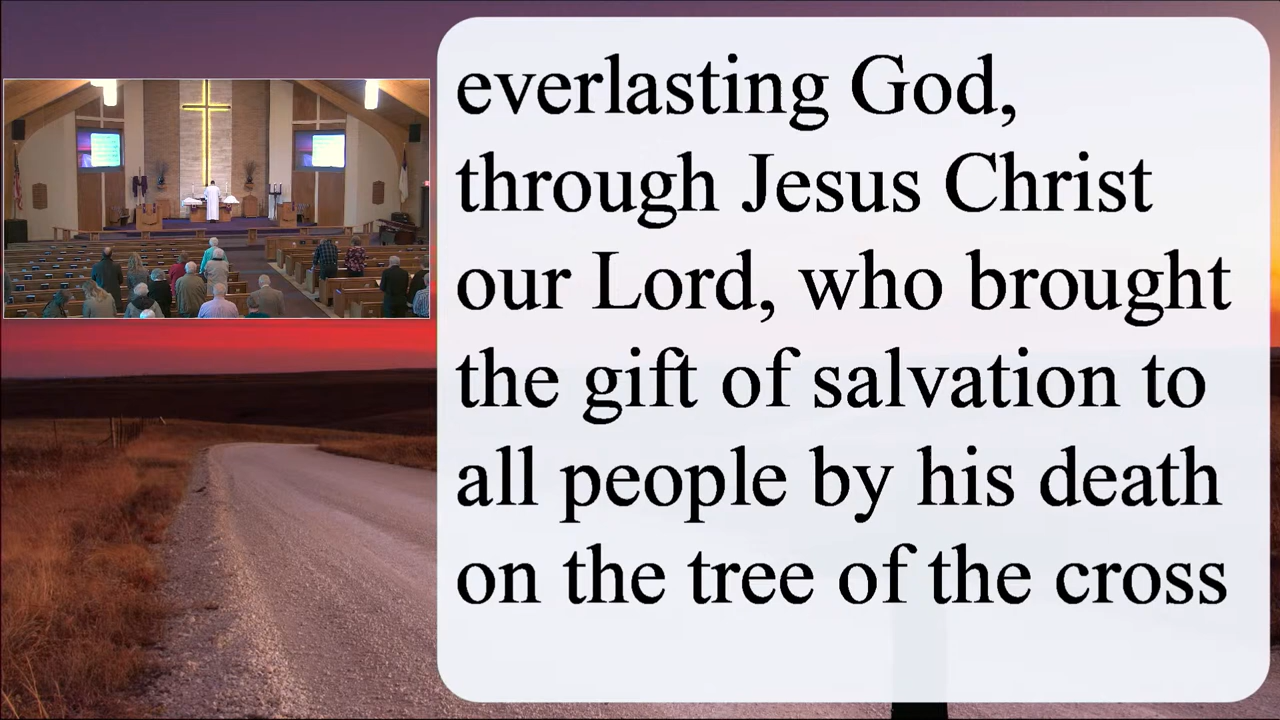 everlasting God,
through Jesus Christ
our Lord, who brought
the gift of salvation to
all people by his death
on the tree of the cross